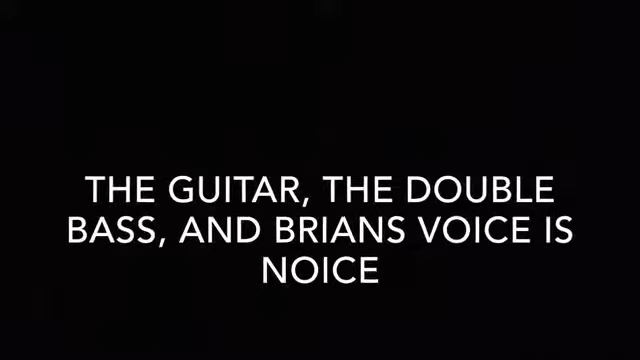 THE GUITAR, THE DOUBLE
BASS, AND BRIANS VOICE IS
NOICE